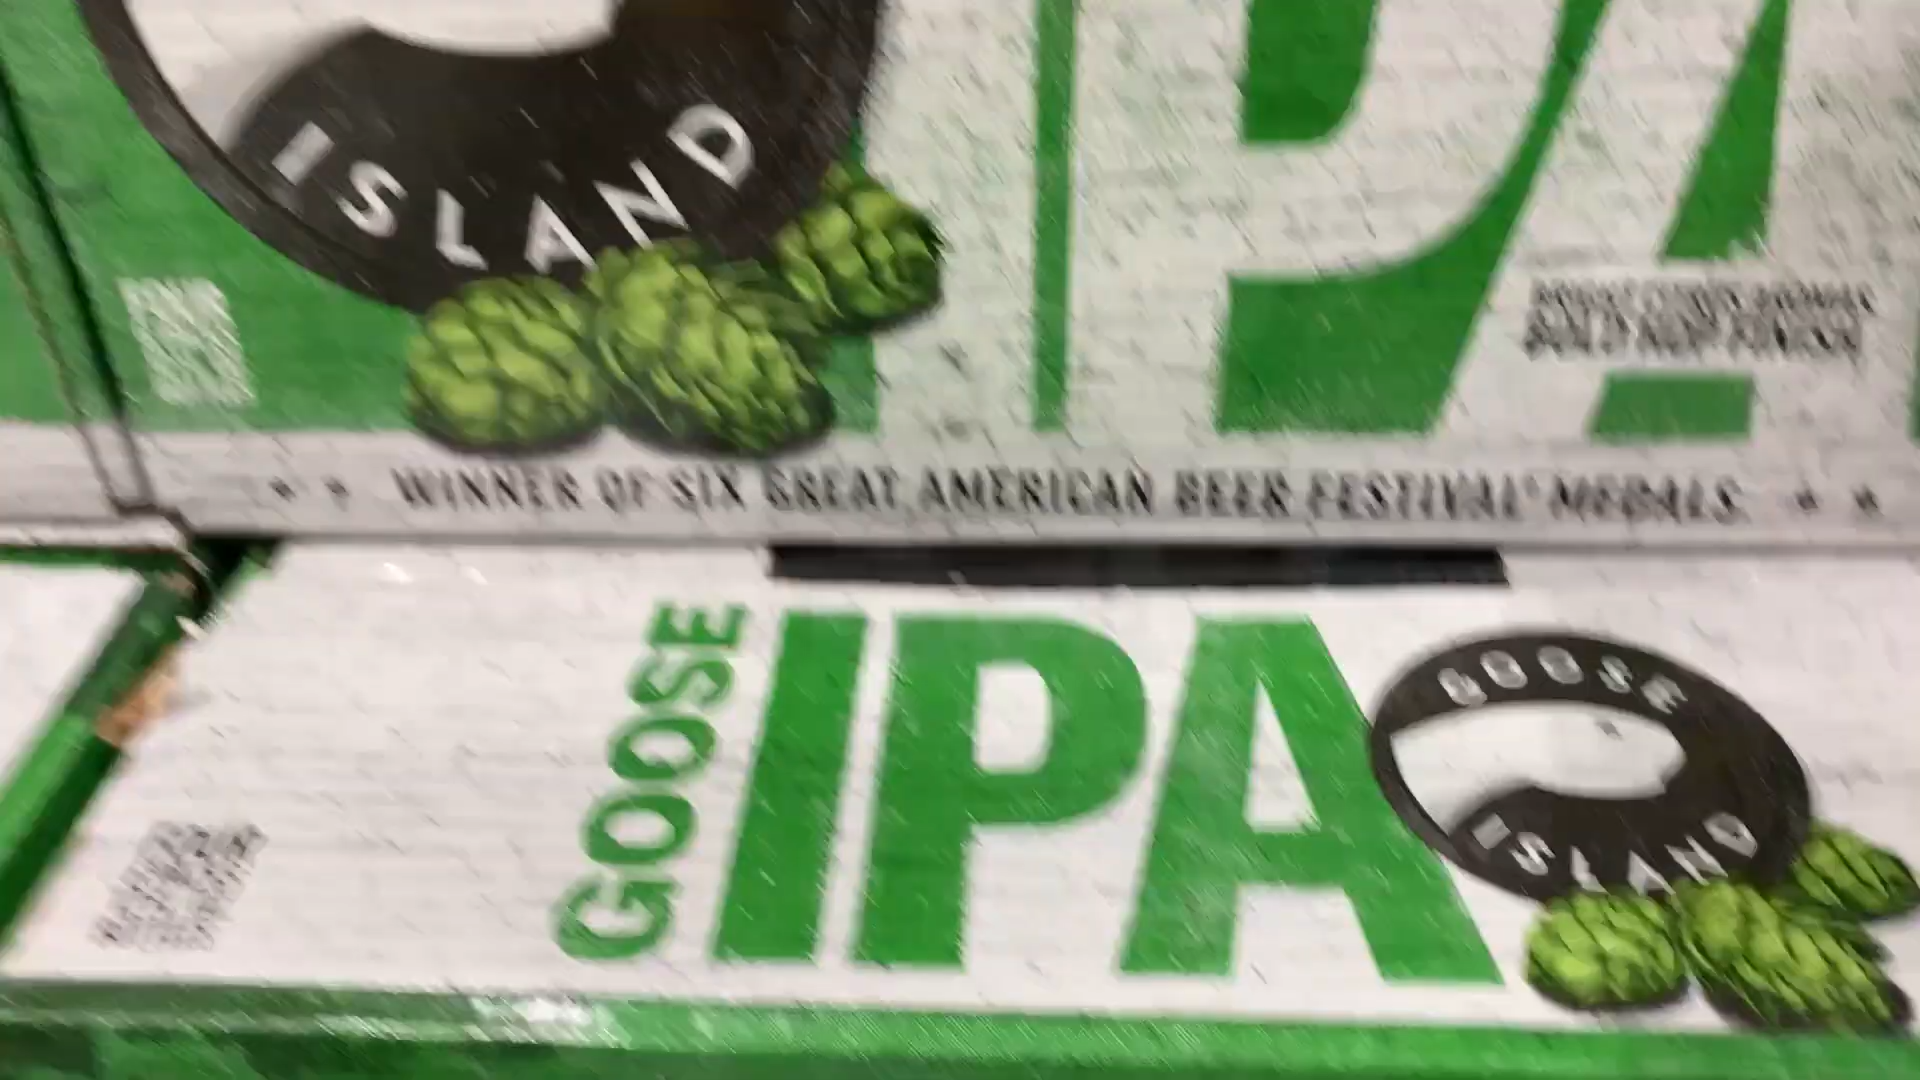 ISLAND
IPA
WINNER OF SIX GREAT AMERICAN BEER FESTIVAL® MEDALS
GOOSE
IPA
GOOSE
ISLAND